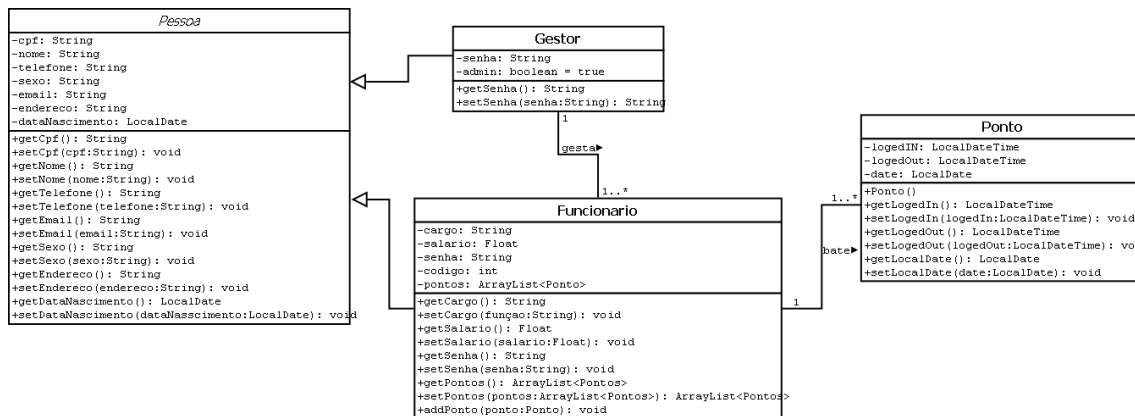 Pessoa
-cpf: String
-nome: String
-telefone: String
-sexo: String
-email: String
-endereco: String
-dataNascimento: LocalDate
+getCpf(): String
+setCpf(cpf:String): void
+getNome(): String
+setNome(nome:String): void
+getTelefone(): String
+setTelefone(telefone:String): void
+getEmail(): String
+setEmail(email:String): void
+getSexo(): String
+setSexo(sexo:String): void
+getEndereco(): String
+setEndereco(endereco:String): void
+getDataNascimento(): LocalDate
+setDataNascimento(dataNasscimento:LocalDate): void
Gestor
-senha: String
-admin: boolean = true
+getSenha(): String
+setSenha(senha:String): String
1
gesta
1..*
Funcionario
-cargo: String
-salario: Float
-senha: String
-codigo: int
-pontos: ArrayList<Ponto>
+getCargo(): String
+setCargo(funçao:String): void
+getSalario(): Float
+setSalario(salario:Float): void
+getSenha(): String
+setSenha(senha:String): void
+getPontos(): ArrayList<Pontos>
+setPontos(pontos:ArrayList<Pontos>): ArrayList<Pontos>
+addPonto(ponto:Ponto): void
1
bate
1..*
Ponto
-logedIN: LocalDateTime
-logedOut: LocalDateTime
-date: LocalDate
+Ponto()
+getLogedIn(): LocalDateTime
+setLogedIn(logedIn:LocalDateTime): void
+getLogedOut(): LocalDateTime
+setLogedOut(logedOut:LocalDateTime): vo
+getLocalDate(): LocalDate
+setLocalDate(date:LocalDate): void